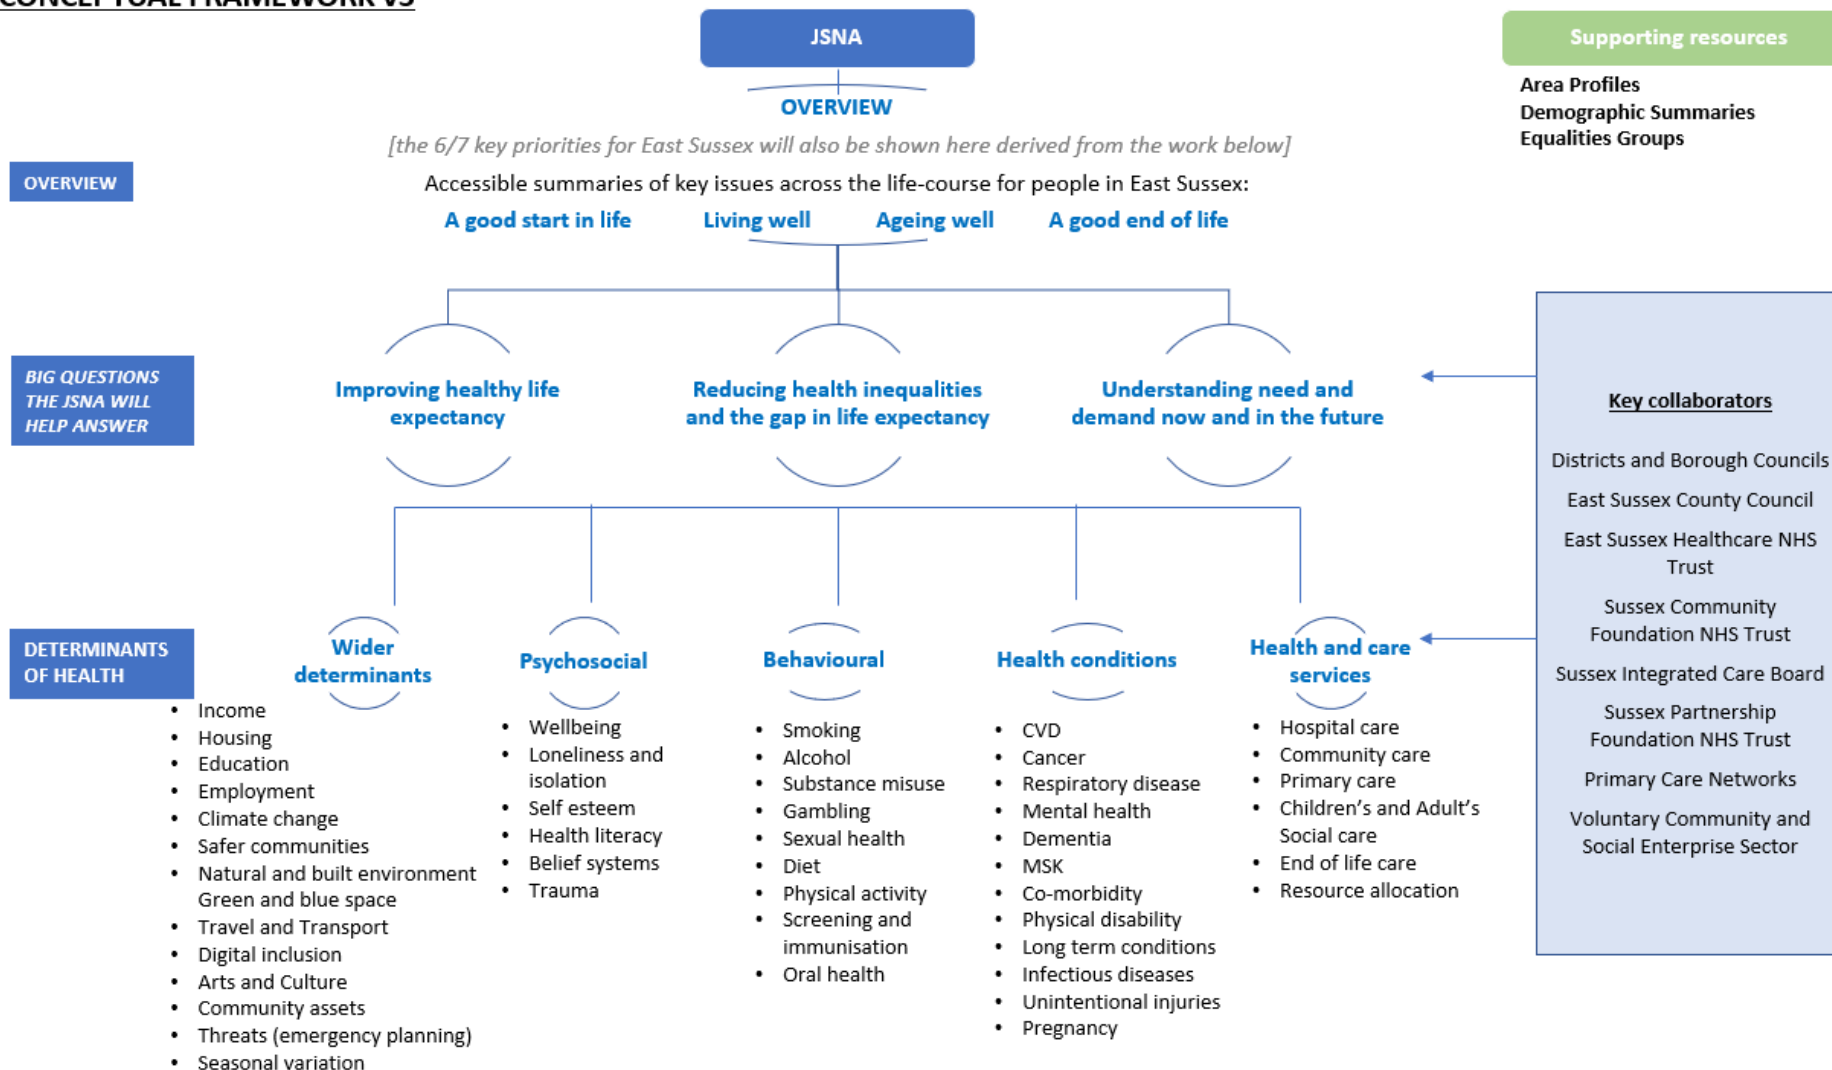 CONCEPTUAL FRAMEWORK V5
JSNA
OVERVIEW
[the 6/7 key priorities for East Sussex will also be shown here derived from the work below]
OVERVIEW
Accessible summaries of key issues across the life-course for people in East Sussex:
A good start in life
Living well
Ageing well
A good end of life
Supporting resources
Area Profiles
Demographic Summaries
Equalities Groups
BIG QUESTIONS
THE JSNA WILL
HELP ANSWER
Improving healthy life
expectancy
Reducing health inequalities
and the gap in life expectancy
Understanding need and
demand now and in the future
DETERMINANTS
OF HEALTH
Wider
determinants
• Income
• Housing
• Education
• Employment
• Climate change
• Safer communities
• Natural and built environment
Green and blue space
• Travel and Transport
• Digital inclusion
• Arts and Culture
• Community assets
• Threats (emergency planning)
• Seasonal variation
Psychosocial
• Wellbeing
• Loneliness and
isolation
• Self esteem
• Health literacy
• Belief systems
• Trauma
Behavioural
• Smoking
• Alcohol
• Substance misuse
• Gambling
• Sexual health
• Diet
• Physical activity
• Screening and
immunisation
• Oral health
Health conditions
• CVD
• Cancer
• Respiratory disease
• Mental health
• Dementia
• MSK
• Co-morbidity
• Physical disability
• Long term conditions
• Infectious diseases
• Unintentional injuries
• Pregnancy
Health and care
services
• Hospital care
• Community care
• Primary care
• Children's and Adult's
Social care
• End of life care
• Resource allocation
Key collaborators
Districts and Borough Councils
East Sussex County Council
East Sussex Healthcare NHS
Trust
Sussex Community
Foundation NHS Trust
Sussex Integrated Care Board
Sussex Partnership
Foundation NHS Trust
Primary Care Networks
Voluntary Community and
Social Enterprise Sector